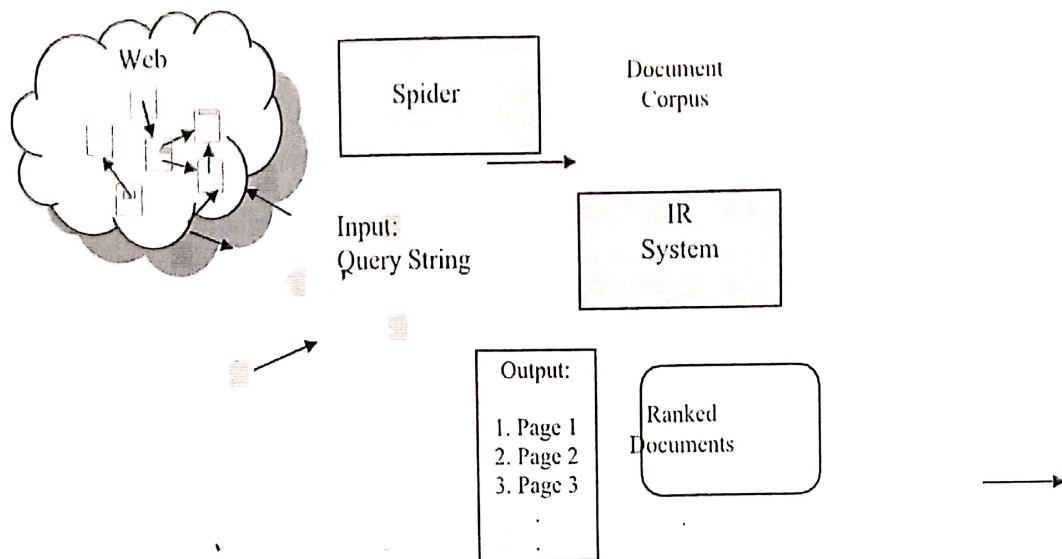 Web
Spider
Document
Corpus
Input:
Query String
IR
System
Output:
1. Page 1
2. Page 2
3. Page 3
.
.
Ranked
Documents